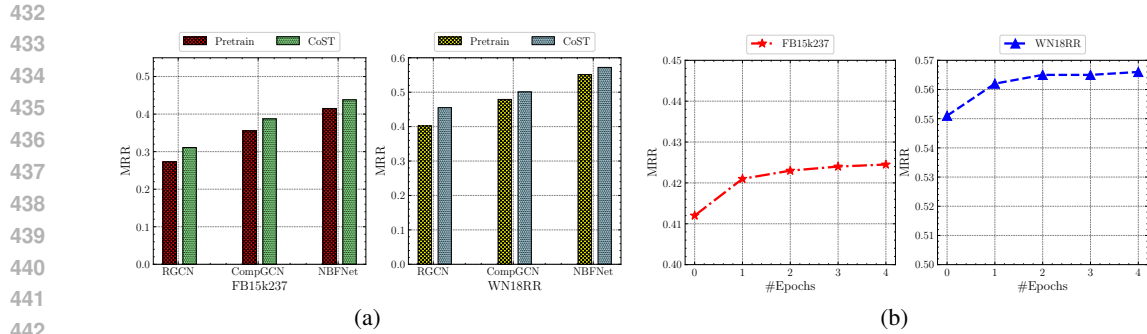 432
433
434
435
436
437
438
439
440
441
442
Pretrain CoST
MRR
0.5
0.4
0.3
0.2
0.1
0.0
RGCN CompGCN NBFNet
FB15k237
Pretrain CoST
MRR
0.6
0.5
0.4
0.3
0.2
0.1
0.0
RGCN CompGCN NBFNet
WN18RR
(a)
FB15k237
MRR
0.45
0.44
0.43
0.42
0.41
0.40
0 1 2 3 4
#Epochs
WN18RR
MRR
0.57
0.56
0.55
0.54
0.53
0.52
0.51
0.50
0 1 2 3 4
#Epochs
(b)